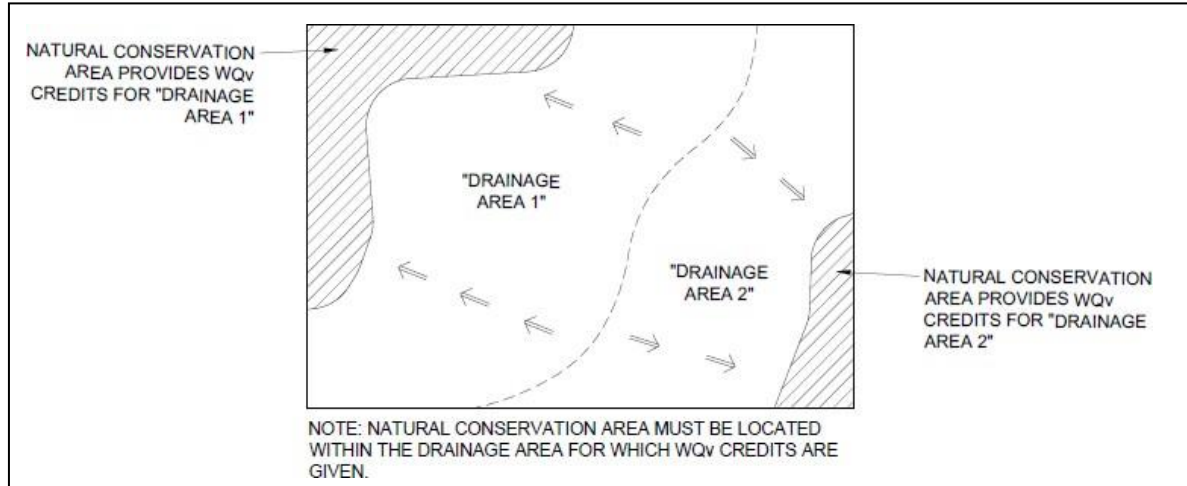 NATURAL CONSERVATION
AREA PROVIDES WQv
CREDITS FOR "DRAINAGE
AREA 1"
"DRAINAGE
AREA 1"
"DRAINAGE
AREA 2"
NATURAL CONSERVATION
AREA PROVIDES WQv
CREDITS FOR "DRAINAGE
AREA 2"
NOTE: NATURAL CONSERVATION AREA MUST BE LOCATED
WITHIN THE DRAINAGE AREA FOR WHICH WQv CREDITS ARE
GIVEN.